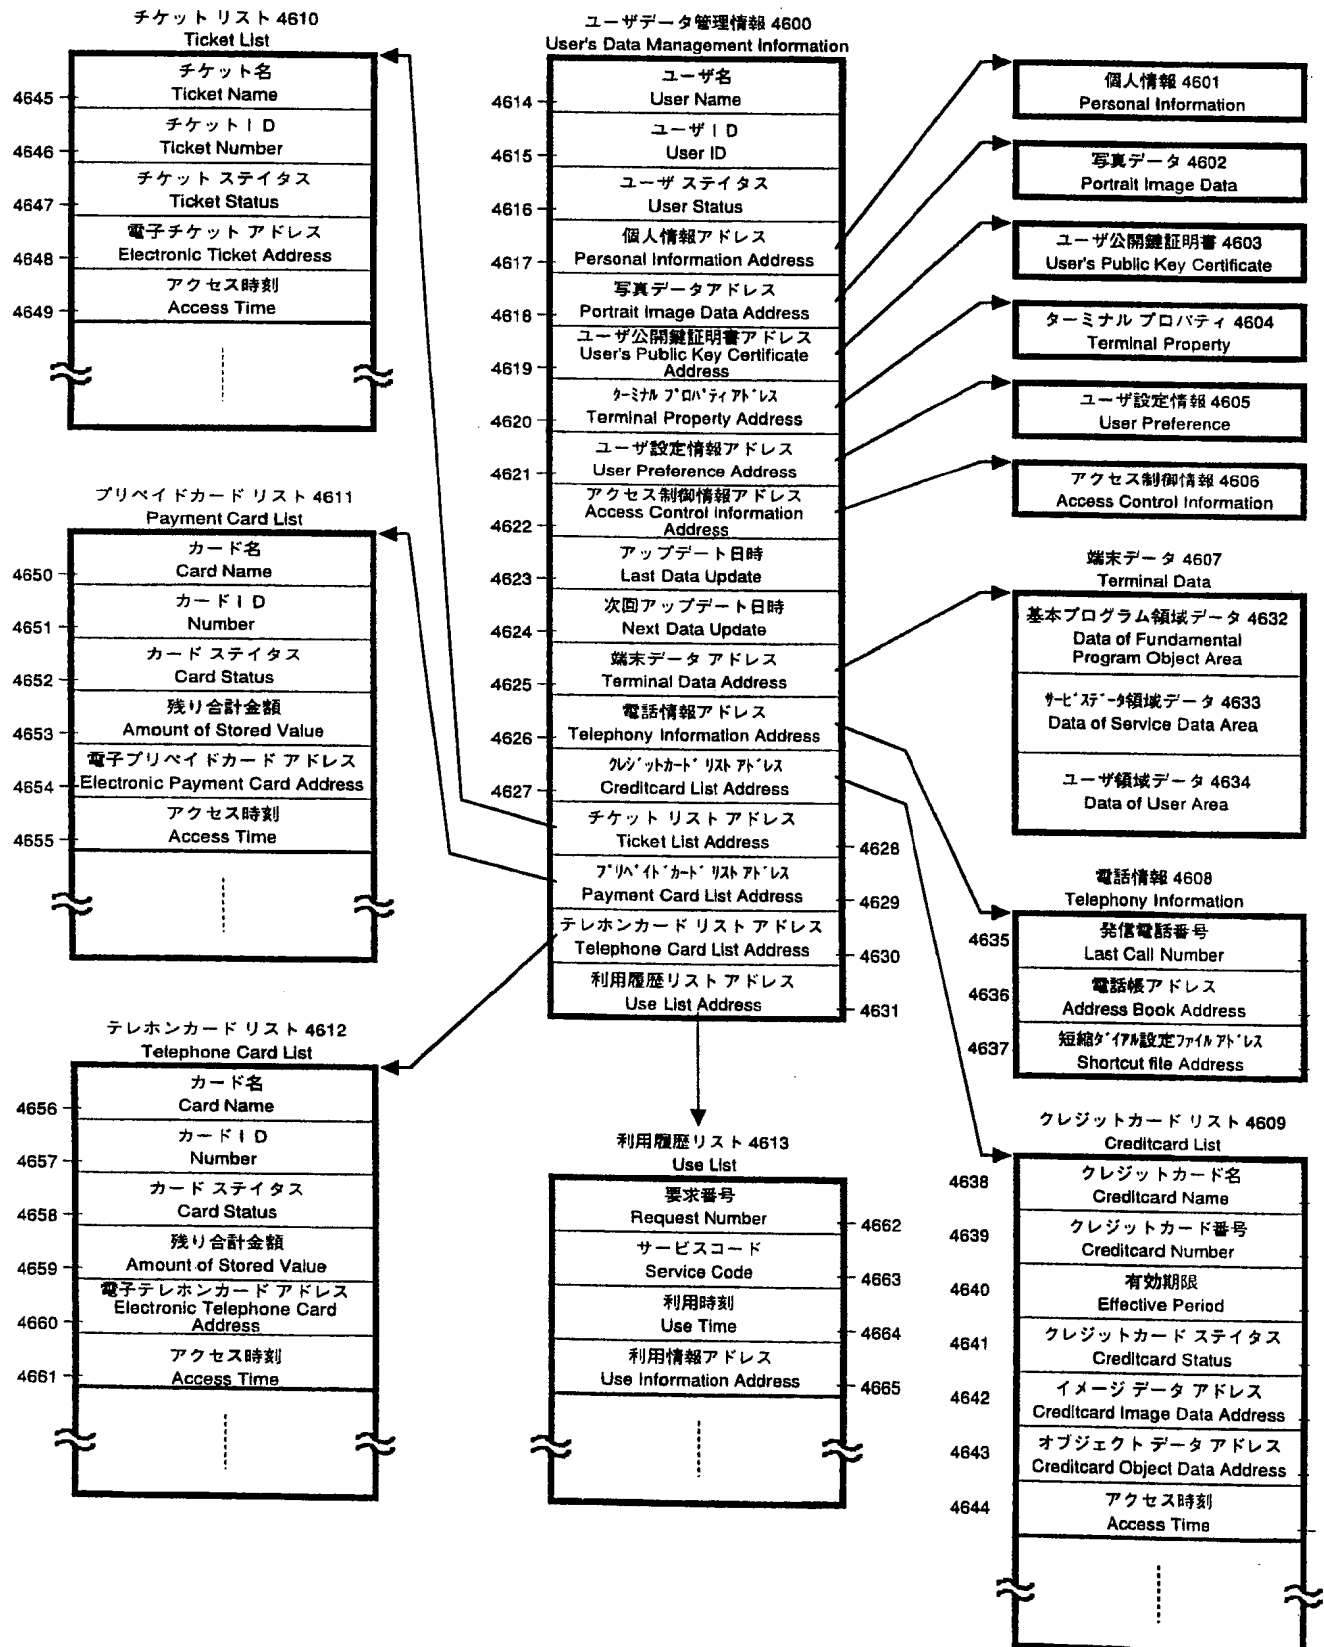 チケット リスト 4610
Ticket List
チケット名
Ticket Name
4645
チケットID
Ticket Number
4646
チケット ステイタス
Ticket Status
4647
電子チケット アドレス
Electronic Ticket Address
4648
アクセス時刻
Access Time
4649
プリペイドカード リスト 4611
Payment Card List
カード名
Card Name
4650
カードID
Number
4651
カード ステイタス
Card Status
4652
残り合計金額
Amount of Stored Value
4653
電子プリペイドカード アドレス
Electronic Payment Card Address
4654
アクセス時刻
Access Time
4655
テレホンカード リスト 4612
Telephone Card List
カード名
Card Name
4656
カードID
Number
4657
カード ステイタス
Card Status
4658
残り合計金額
Amount of Stored Value
4659
電子テレホンカード アドレス
Electronic Telephone Card
Address
4660
アクセス時刻
Access Time
4661
ユーザデータ管理情報 4600
User's Data Management Information
ユーザ名
User Name
4614
ユーザID
User ID
4615
ユーザ ステイタス
User Status
4616
個人情報アドレス
Personal Information Address
4617
写真データアドレス
Portrait Image Data Address
4618
ユーザ公開鍵証明書アドレス
User's Public Key Certificate
Address
4619
ターミナル プロパティアドレス
Terminal Property Address
4620
ユーザ設定情報アドレス
User Preference Address
4621
アクセス制御情報アドレス
Access Control Information
Address
4622
アップデート日時
Last Data Update
4623
次回アップデート日時
Next Data Update
4624
端末データ アドレス
Terminal Data Address
4625
電話情報アドレス
Telephony Information Address
4626
クレジットカード リスト アドレス
Creditcard List Address
4627
チケット リスト アドレス
Ticket List Address
4628
プリペイドカード リスト アドレス
Payment Card List Address
4629
テレホンカード リスト アドレス
Telephone Card List Address
4630
利用履歴リスト アドレス
Use List Address
4631
利用履歴リスト 4613
Use List
要求番号
Request Number
4662
サービスコード
Service Code
4663
利用時刻
Use Time
4664
利用情報アドレス
Use Information Address
4665
個人情報 4601
Personal Information
写真データ 4602
Portrait Image Data
ユーザ公開鍵証明書 4603
User's Public Key Certificate
ターミナル プロパティ 4604
Terminal Property
ユーザ設定情報 4605
User Preference
アクセス制御情報 4606
Access Control Information
端末データ 4607
Terminal Data
基本プログラム領域データ 4632
Data of Fundamental
Program Object Area
サービスデータ領域データ 4633
Data of Service Data Area
ユーザ領域データ 4634
Data of User Area
電話情報 4608
Telephony Information
4635
発信電話番号
Last Call Number
4636
電話帳アドレス
Address Book Address
4637
短縮ダイアル設定ファイル アドレス
Shortcut file Address
クレジットカード リスト 4609
Creditcard List
4638
クレジットカード名
Creditcard Name
4639
クレジットカード番号
Creditcard Number
4640
有効期限
Effective Period
4641
クレジットカード ステイタス
Creditcard Status
4642
イメージ データ アドレス
Creditcard Image Data Address
4643
オブジェクト データ アドレス
Creditcard Object Data Address
4644
アクセス時刻
Access Time